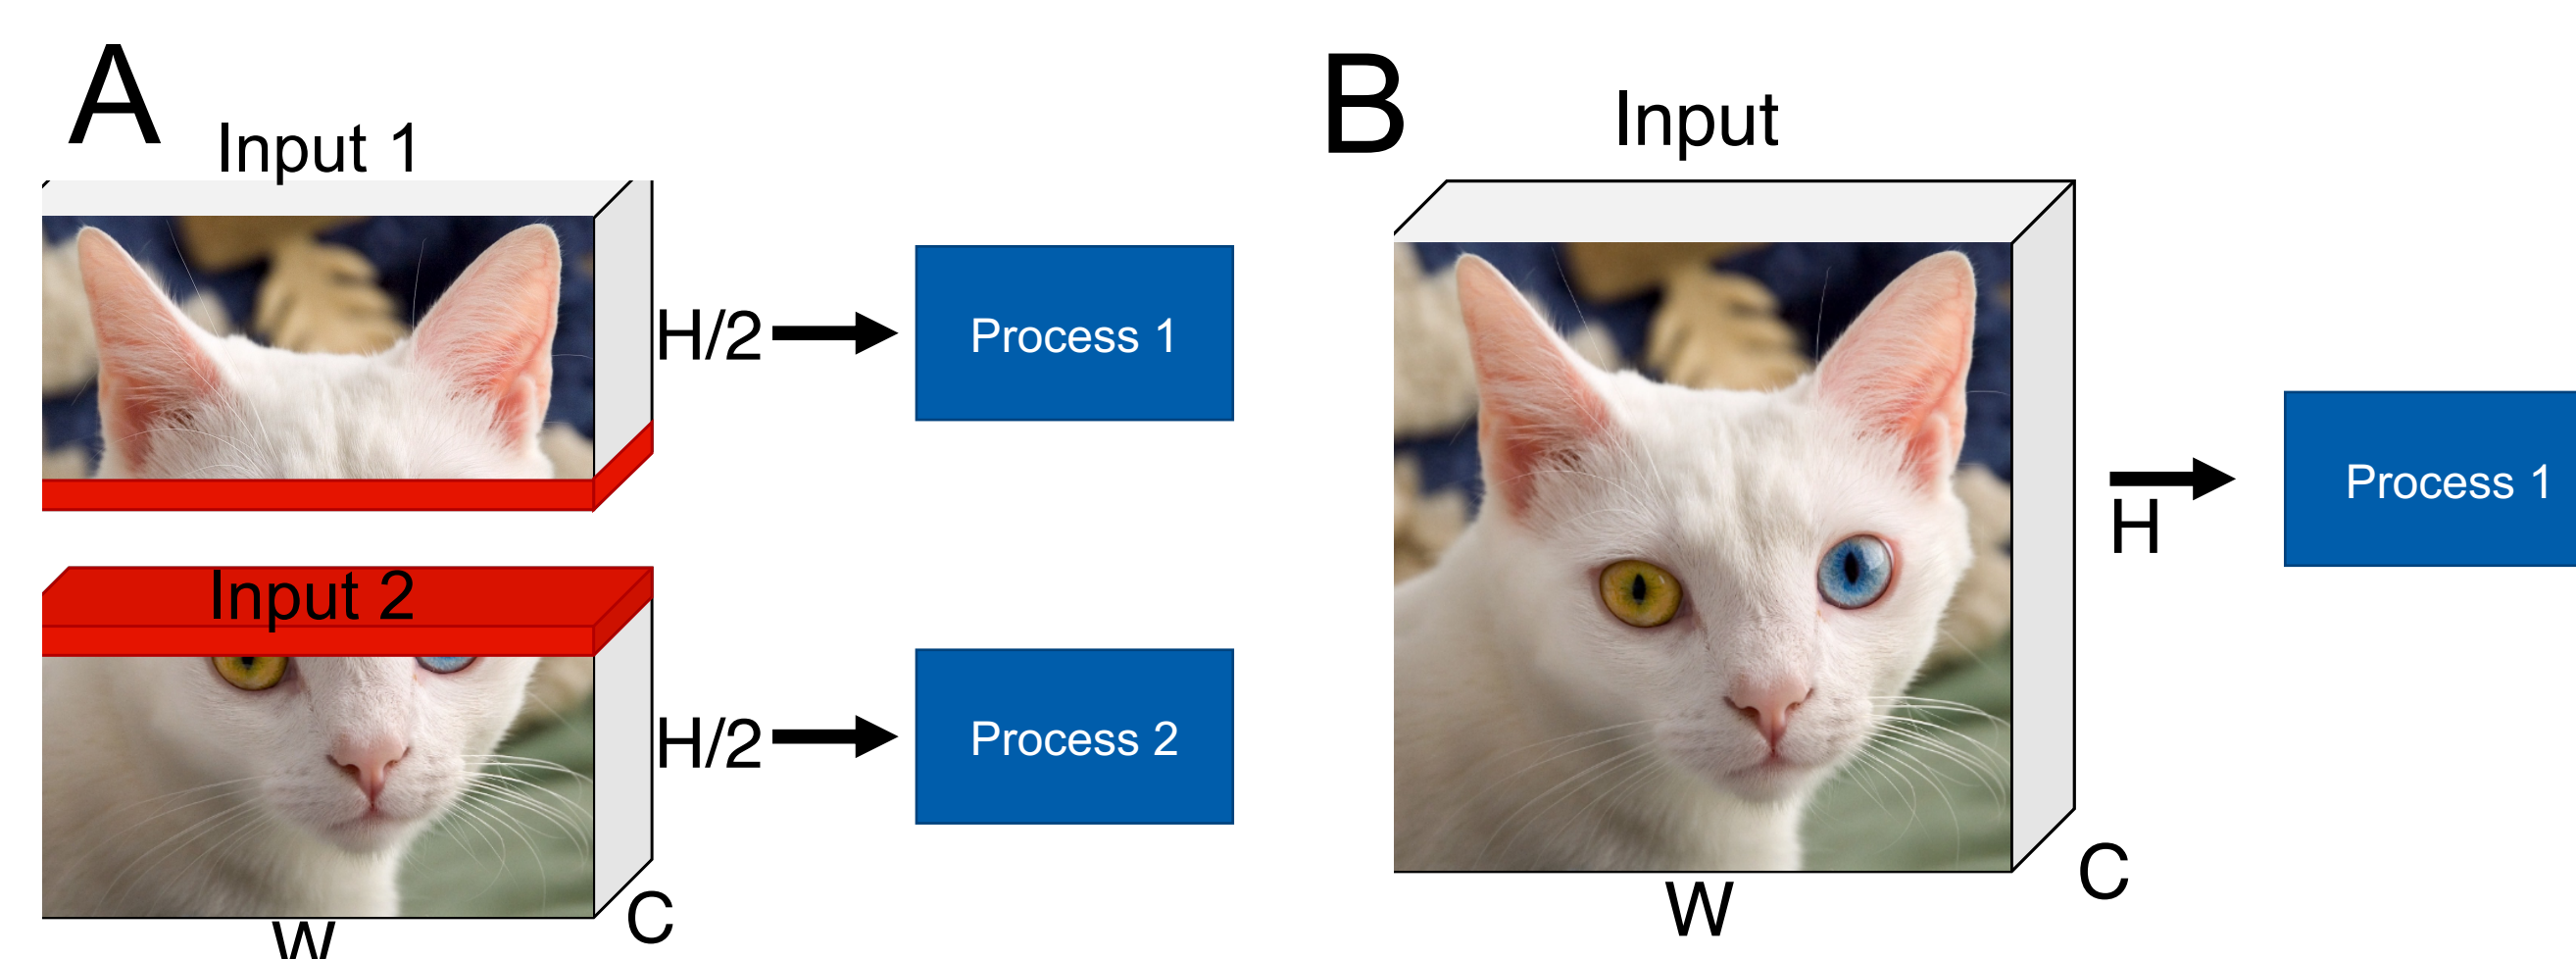 A
Input 1
H/2
Process 1
Input 2
H/2
Process 2
C
W
B
Input
Process 1
H
C
W